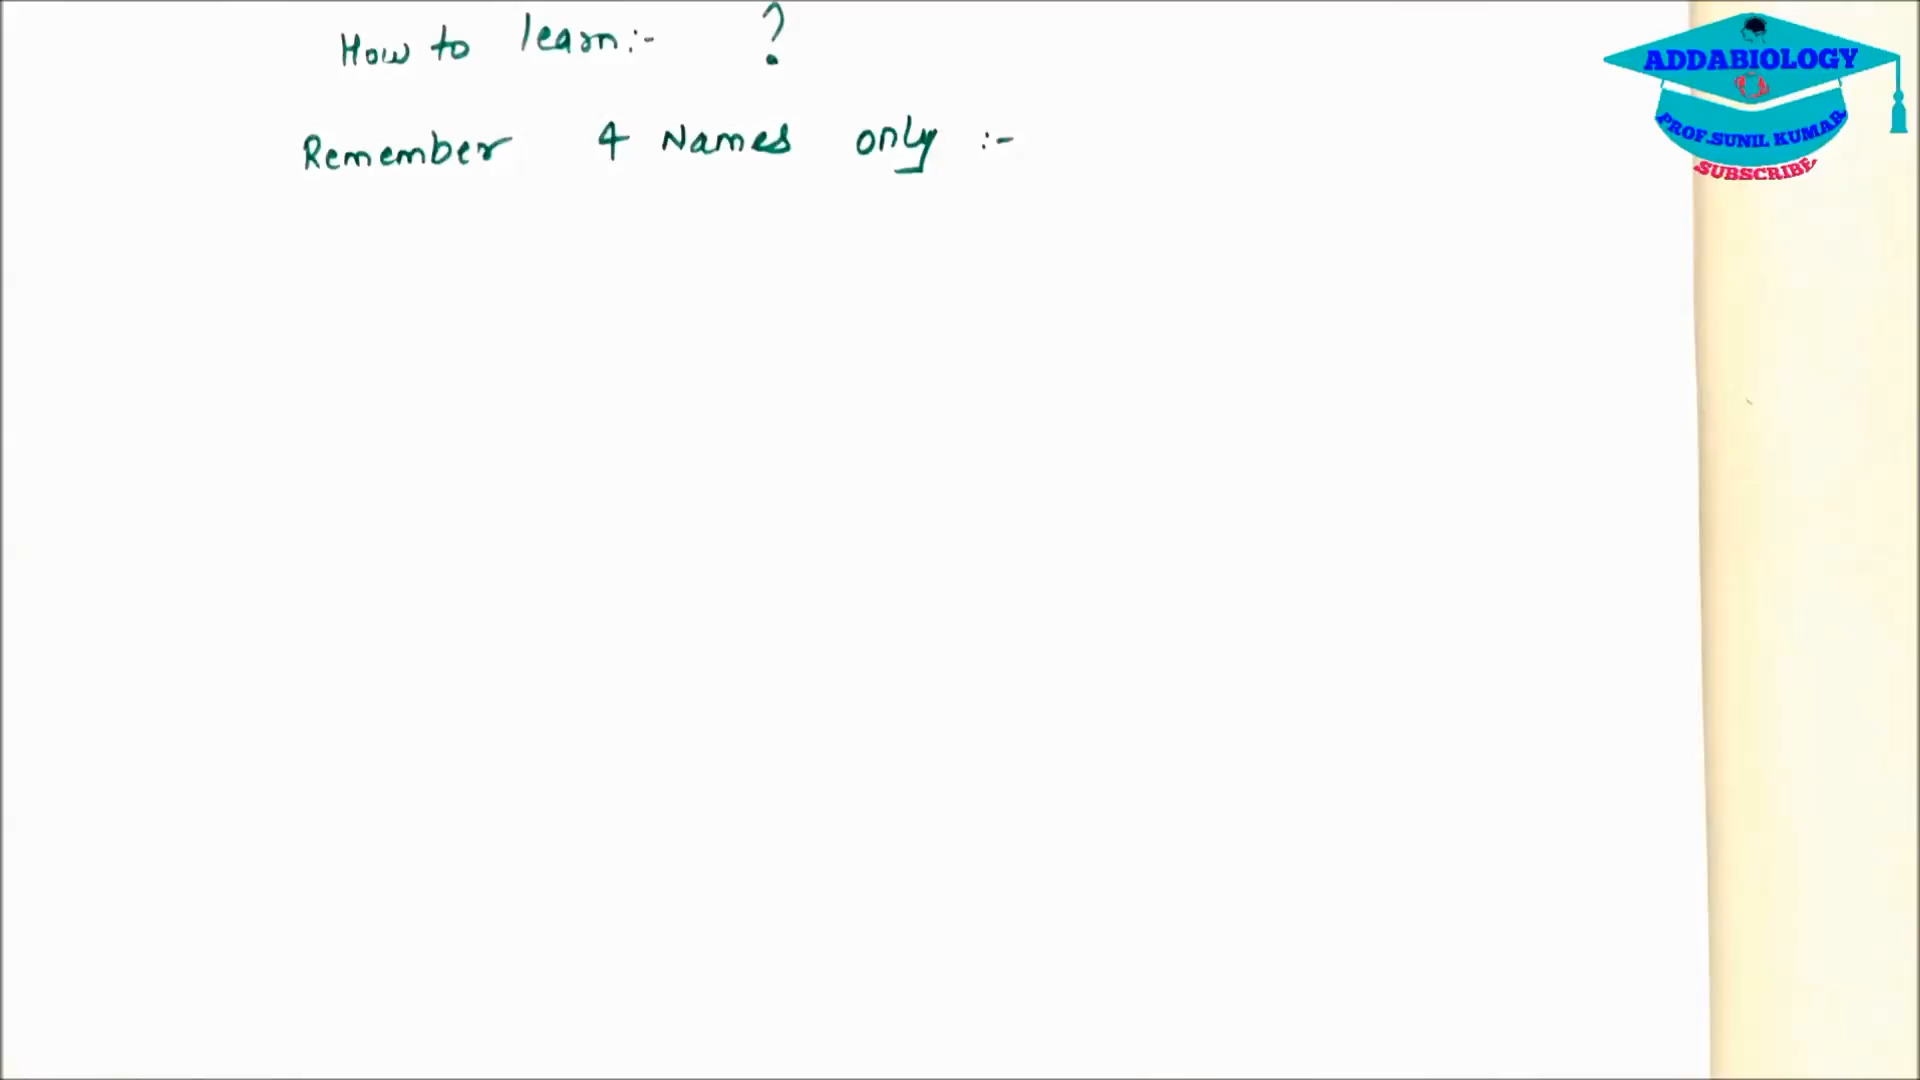 How to learn:- ?
Remember 4 Names only :-
ADDABIOLOGY
PROF.SUNIL KUMAR
SUBSCRIBE